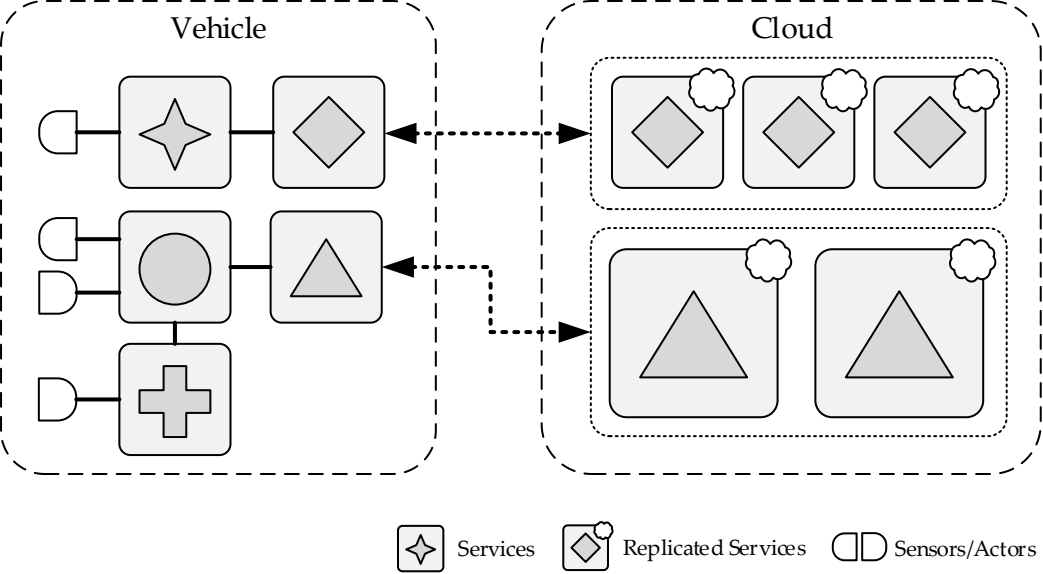 Vehicle
Cloud
Services
Replicated Services
Sensors/Actors